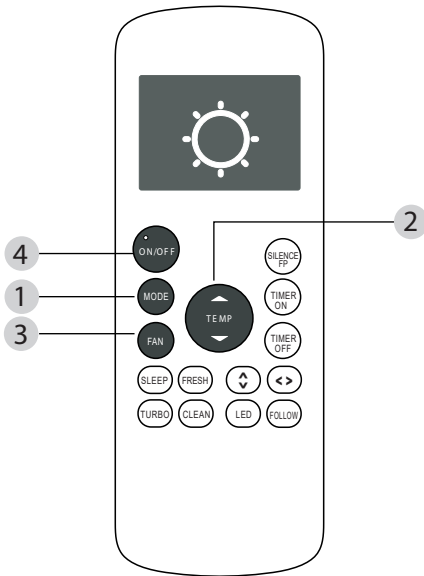 2
4
ON/OFF
SILENCE
FP
1
MODE
TEMP
TIMER
ON
3
FAN
TIMER
OFF
SLEEP FRESH
TURBO CLEAN LED FOLLOW